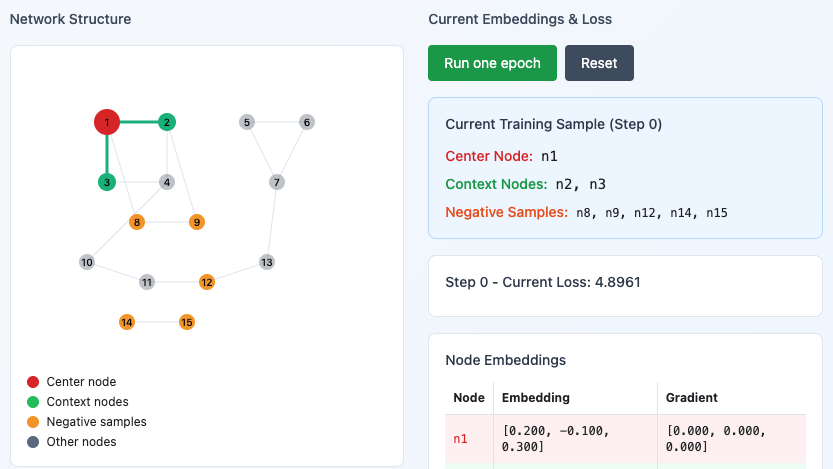 Network Structure
1
2
5
6
3
4
7
8
9
10
13
11
12
14
15
Center node
Context nodes
Negative samples
Other nodes
Current Embeddings & Loss
Run one epoch
Reset
Current Training Sample (Step 0)
Center Node: n1
Context Nodes: n2, n3
Negative Samples: n8, n9, n12, n14, n15
Step 0 - Current Loss: 4.8961
Node Embeddings
Node Embedding Gradient
n1 [0.200, -0.100, 0.300] [0.000, 0.000, 0.000]